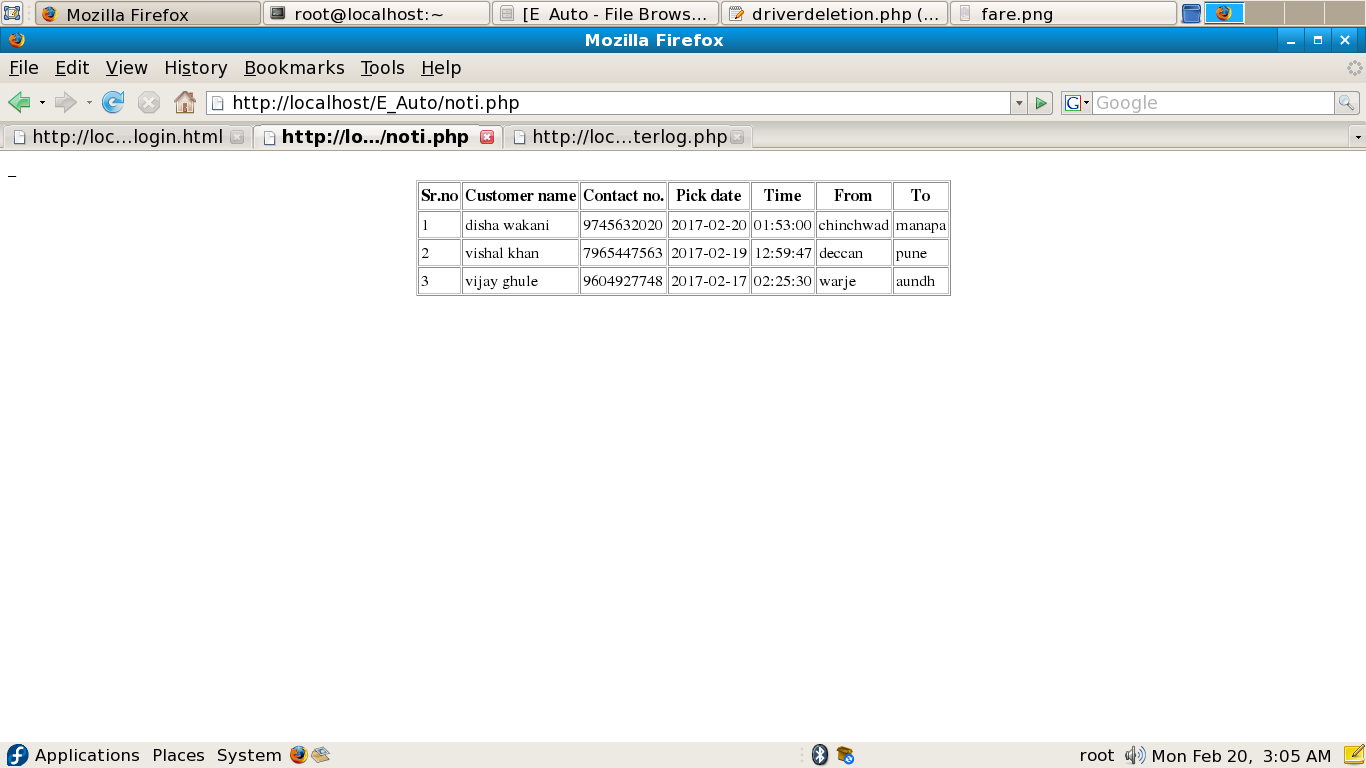 Mozilla Firefox root@localhost:~ [E_Auto - File Brows... driverdeletion.php (... fare.png
Mozilla Firefox
File Edit View History Bookmarks Tools Help
http://localhost/E_Auto/noti.php G Google
http://loc...login.html http://lo.../noti.php http://loc...terlog.php
_
Sr.no Customer name Contact no. Pick date Time From To
1 disha wakani 9745632020 2017-02-20 01:53:00 chinchwad manapa
2 vishal khan 7965447563 2017-02-19 12:59:47 deccan pune
3 vijay ghule 9604927748 2017-02-17 02:25:30 warje aundh
Applications Places System root Mon Feb 20, 3:05 AM